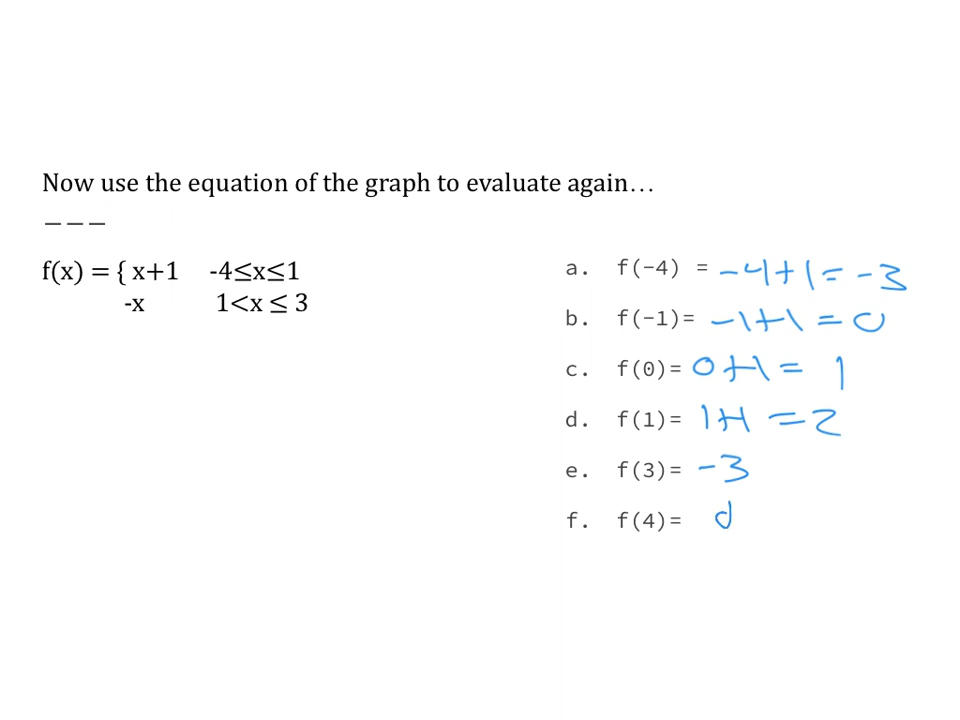 Now use the equation of the graph to evaluate again…
———
f(x) = { x+1 -4≤x≤1
-x 1<x ≤ 3
a. f(-4) = -4+1= -3
b. f(-1)= -1+1 = 0
c. f(0)= 0+1 = 1
d. f(1)= 1+1 = 2
e. f(3)= -3
f. f(4)= d